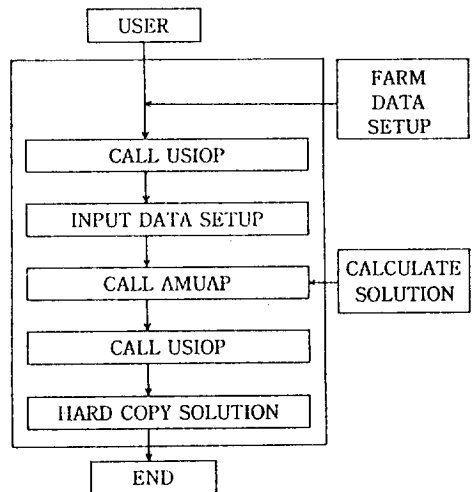 USER
FARM
DATA
SETUP
CALL USIOP
INPUT DATA SETUP
CALL AMUAP
CALCULATE
SOLUTION
CALL USIOP
HARD COPY SOLUTION
END